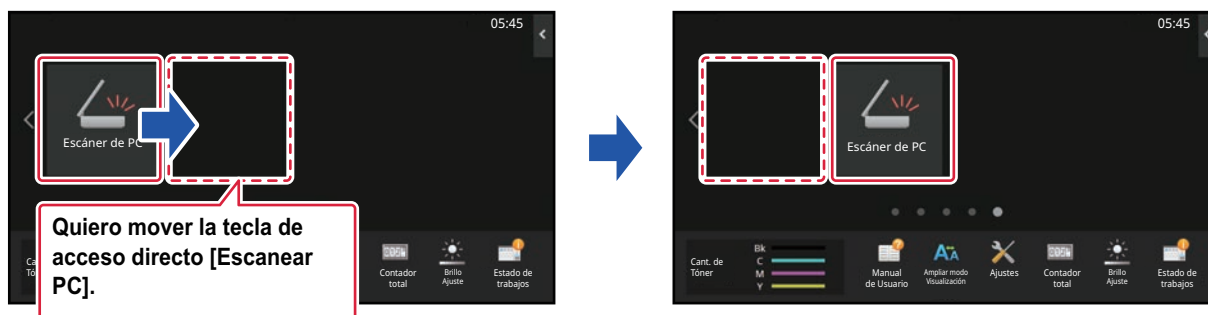 05:45
Escáner de PC
Quiero mover la tecla de
acceso directo [Escanear
PC].
Contador
total
Brillo
Ajuste
Estado de
trabajos
05:45
Escáner de PC
Cant. de
Tóner
Bk
C
M
Y
Manual
de Usuario
Ampliar modo
Visualización
Ajustes
Contador
total
Brillo
Ajuste
Estado de
trabajos